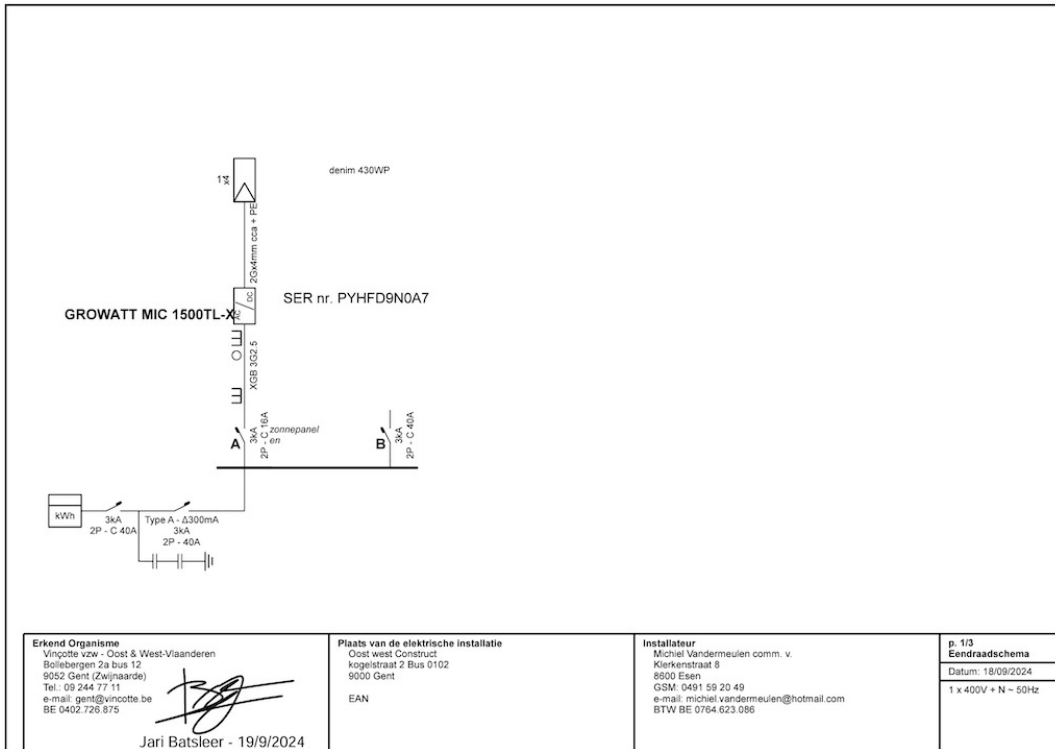 denim 430WP
1*
x4
2Gx4mm cca + PE
AC
DC
SER nr. PYHFD9N0A7
GROWATT MIC 1500TL-X
XGB 3G2.5
A
3kA
2P - C 16A
zonnepanel
en
B
3kA
2P - C 40A
kWh
3kA
2P - C 40A
Type A - Δ300mA
3kA
2P - 40A
Erkend Organisme
Vinçotte vzw - Oost & West-Vlaanderen
Bollebergen 2a bus 12
9052 Gent (Zwijnaarde)
Tel.: 09 244 77 11
e-mail: gent@vincotte.be
BE 0402.726.875
Jari Batsleer - 19/9/2024
Plaats van de elektrische installatie
Oost west Construct
kogelstraat 2 Bus 0102
9000 Gent
EAN
Installateur
Michiel Vandermeulen comm. v.
Klerkenstraat 8
8600 Esen
GSM: 0491 59 20 49
e-mail: michiel.vandermeulen@hotmail.com
BTW BE 0764.623.086
p. 1/3
Eendraadschema
Datum: 18/09/2024
1 x 400V + N ~ 50Hz